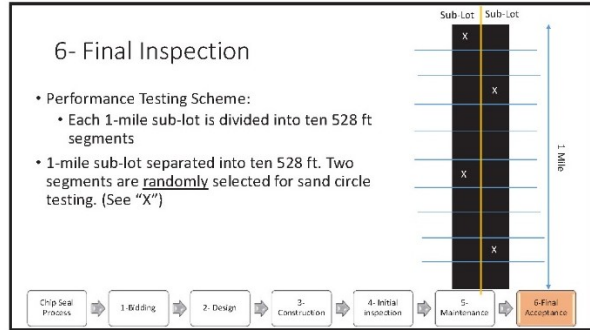 Sub-Lot Sub-Lot
6- Final Inspection
• Performance Testing Scheme:
• Each 1-mile sub-lot is divided into ten 528 ft
segments
• 1-mile sub-lot separated into ten 528 ft. Two
segments are randomly selected for sand circle
testing. (See “X”)
X
X
X
X
1 Mile
Chip Seal
Process
1-Bidding
2- Design
3-
Construction
4- Initial
inspection
5-
Maintenance
6-Final
Acceptance